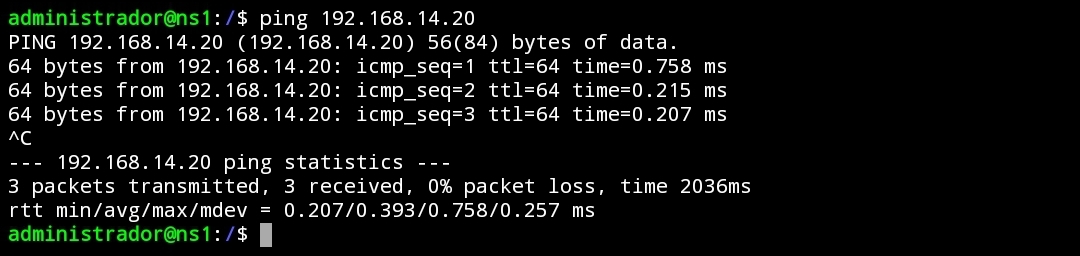 administrador@ns1:/$ ping 192.168.14.20
PING 192.168.14.20 (192.168.14.20) 56(84) bytes of data.
64 bytes from 192.168.14.20: icmp_seq=1 ttl=64 time=0.758 ms
64 bytes from 192.168.14.20: icmp_seq=2 ttl=64 time=0.215 ms
64 bytes from 192.168.14.20: icmp_seq=3 ttl=64 time=0.207 ms
^C
--- 192.168.14.20 ping statistics ---
3 packets transmitted, 3 received, 0% packet loss, time 2036ms
rtt min/avg/max/mdev = 0.207/0.393/0.758/0.257 ms
administrador@ns1:/$